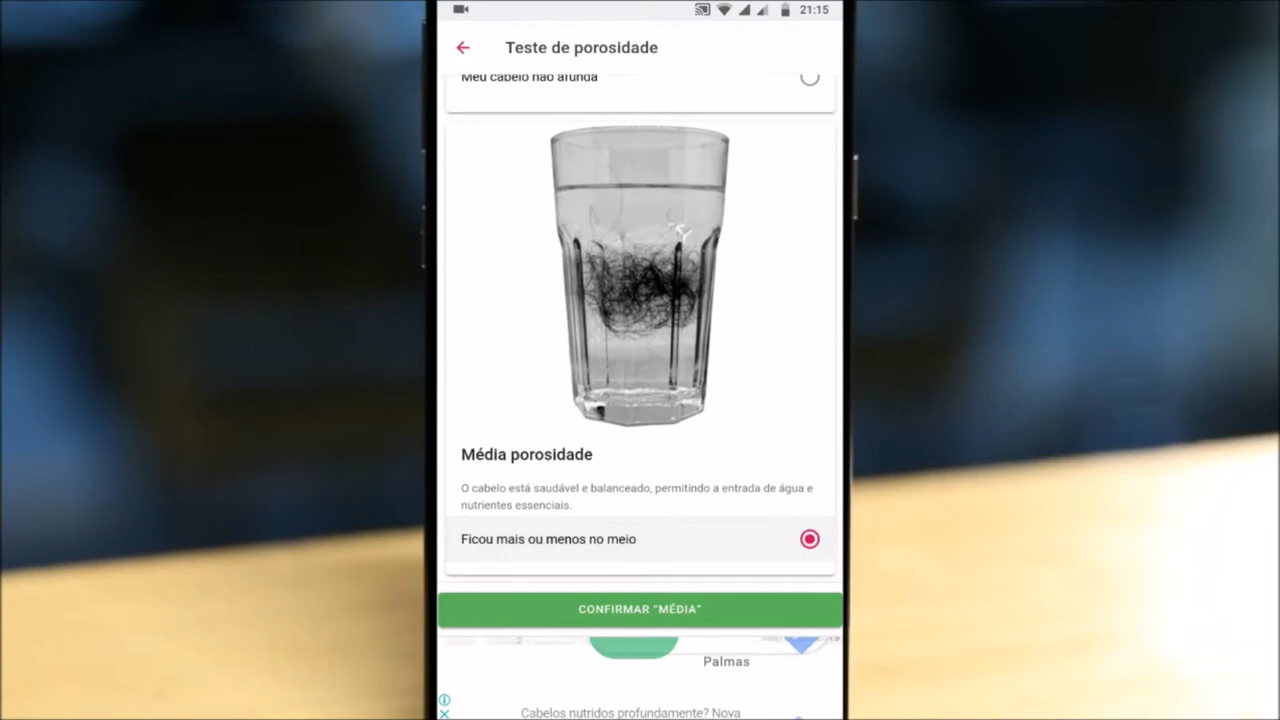 21:15
Teste de porosidade
Meu cabelo não afunda
Média porosidade
O cabelo está saudável e balanceado, permitindo a entrada de água e
nutrientes essenciais.
Ficou mais ou menos no meio
CONFIRMAR “MÉDIA”
Palmas
Cabelos nutridos profundamente? Nova